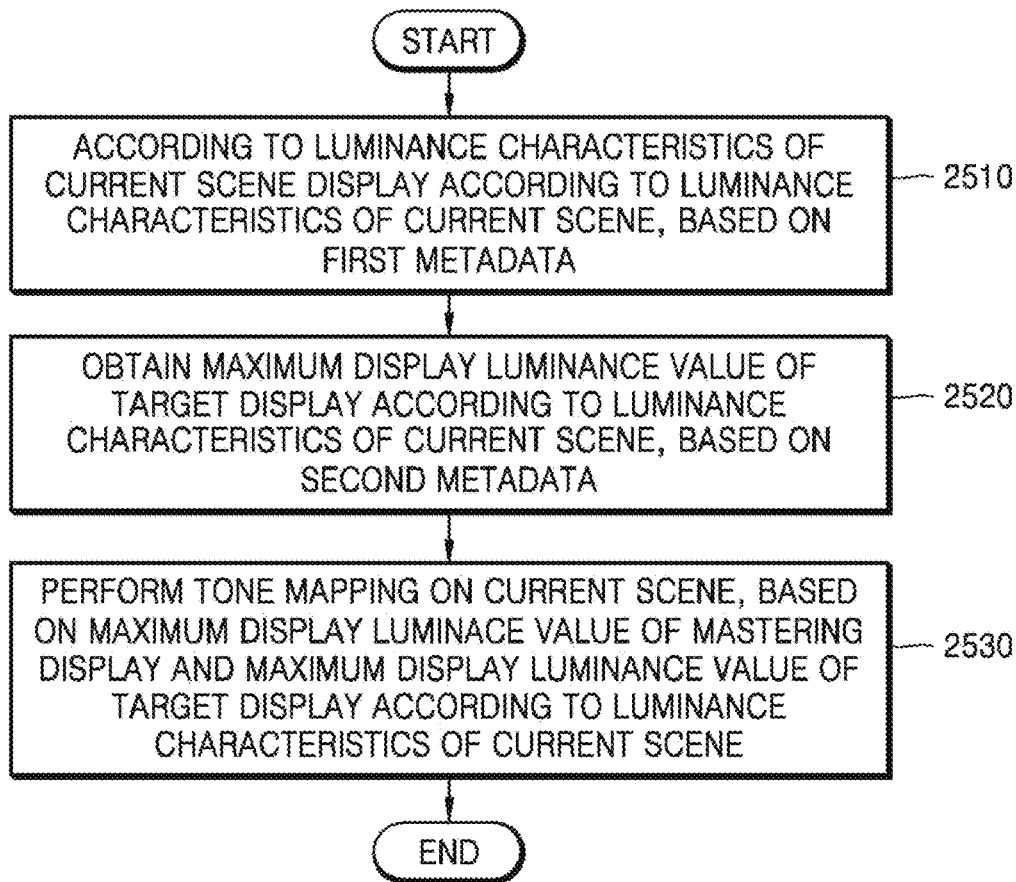 START
ACCORDING TO LUMINANCE CHARACTERISTICS OF
CURRENT SCENE DISPLAY ACCORDING TO LUMINANCE
CHARACTERISTICS OF CURRENT SCENE, BASED ON
FIRST METADATA
2510
OBTAIN MAXIMUM DISPLAY LUMINANCE VALUE OF
TARGET DISPLAY ACCORDING TO LUMINANCE
CHARACTERISTICS OF CURRENT SCENE, BASED ON
SECOND METADATA
2520
PERFORM TONE MAPPING ON CURRENT SCENE, BASED
ON MAXIMUM DISPLAY LUMINACE VALUE OF MASTERING
DISPLAY AND MAXIMUM DISPLAY LUMINANCE VALUE OF
TARGET DISPLAY ACCORDING TO LUMINANCE
CHARACTERISTICS OF CURRENT SCENE
2530
END